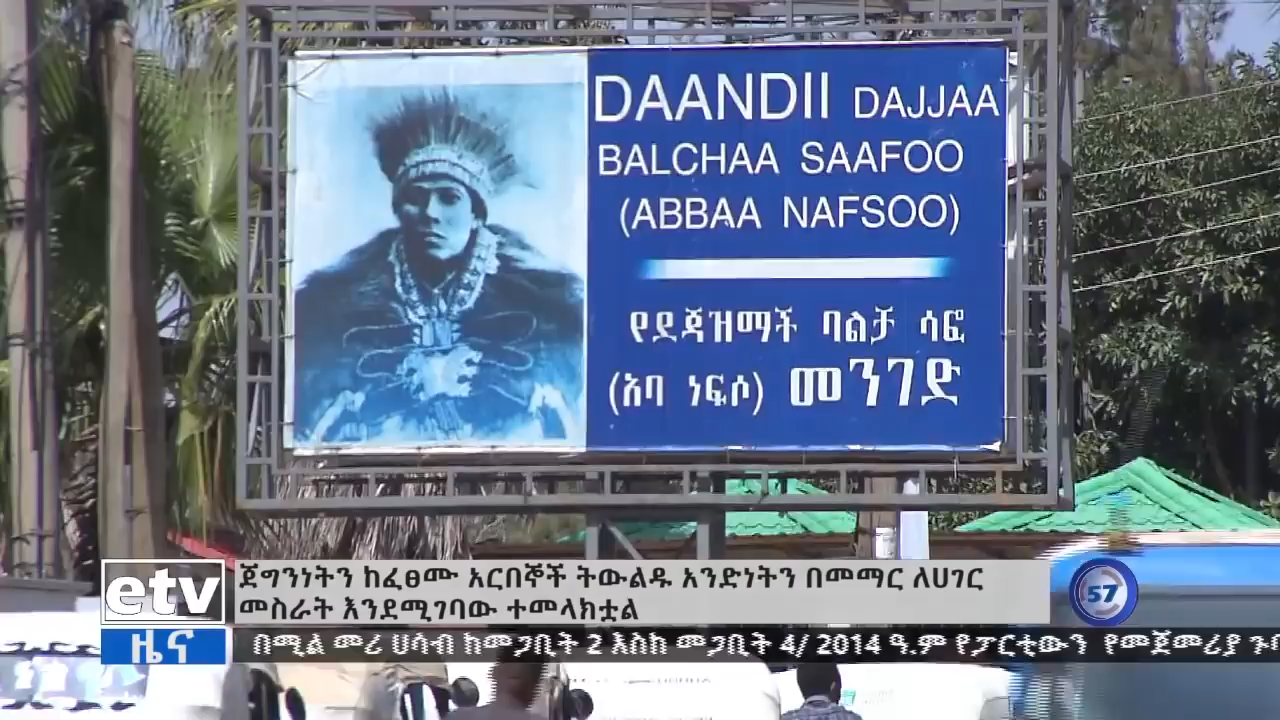 DAANDII DAJJAA
BALCHAA SAAFOO
(ABBAA NAFSOO)
የደጃዝማች ባልቻ ሳፎ
(አባ ነፍሶ) መንገድ
etv
ጀግንነትን ከፈፀሙ አርበኞች ትውልዱ አንድነትን በመማር ለሀገር
መስራት እንደሚገባው ተመላክቷል
57
ዜና
በሚል መሪ ሀሳብ ከመጋቢት 2 እስከ መጋቢት 4/ 2014 ዓ.ም የፓርቲውን የመጀመሪያ